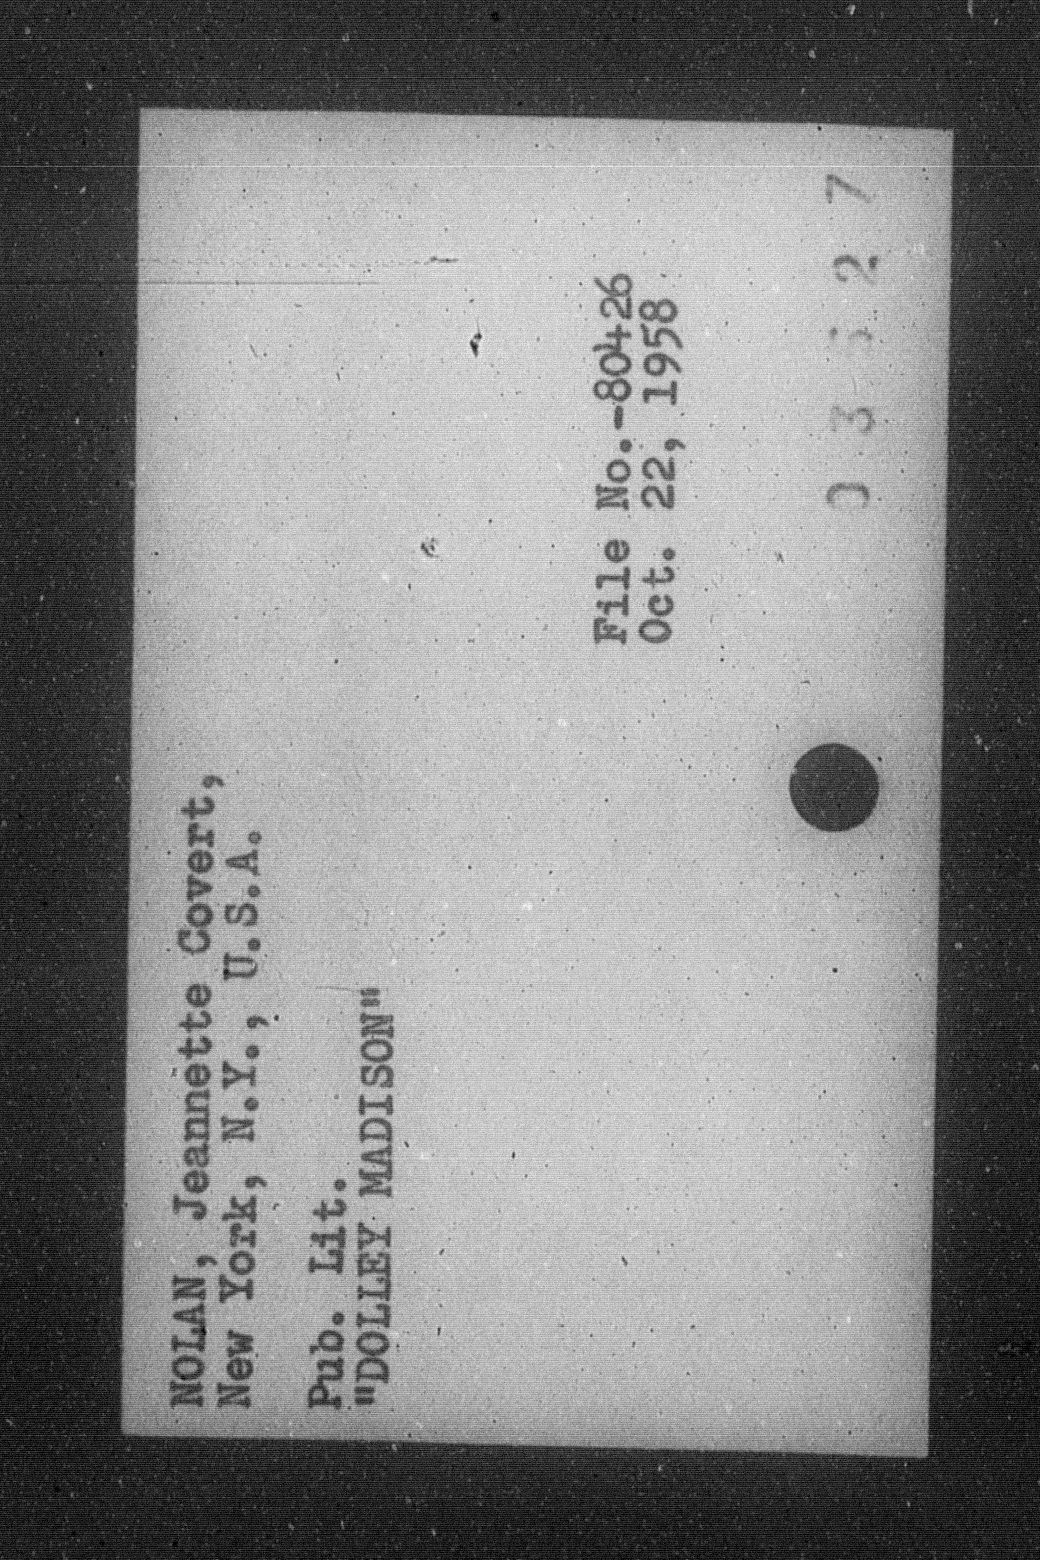 NOLAN, Jeannette Covert,
New York, N.Y., U.S.A.
Pub. Lit.
"DOLLEY MADISON"
File No.-80426
Oct. 22, 1958